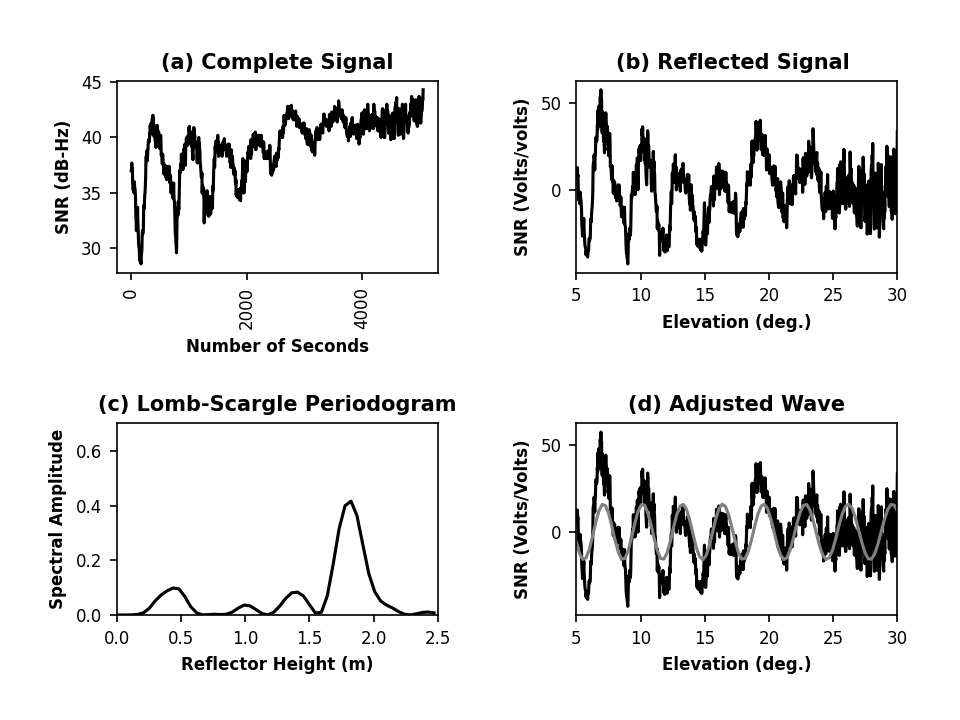 (a) Complete Signal
45
40
35
30
SNR (dB-Hz)
0
2000
4000
Number of Seconds
(b) Reflected Signal
50
0
SNR (Volts/volts)
5 10 15 20 25 30
Elevation (deg.)
(c) Lomb-Scargle Periodogram
0.6
0.4
0.2
0.0
Spectral Amplitude
0.0 0.5 1.0 1.5 2.0 2.5
Reflector Height (m)
(d) Adjusted Wave
50
0
SNR (Volts/Volts)
5 10 15 20 25 30
Elevation (deg.)